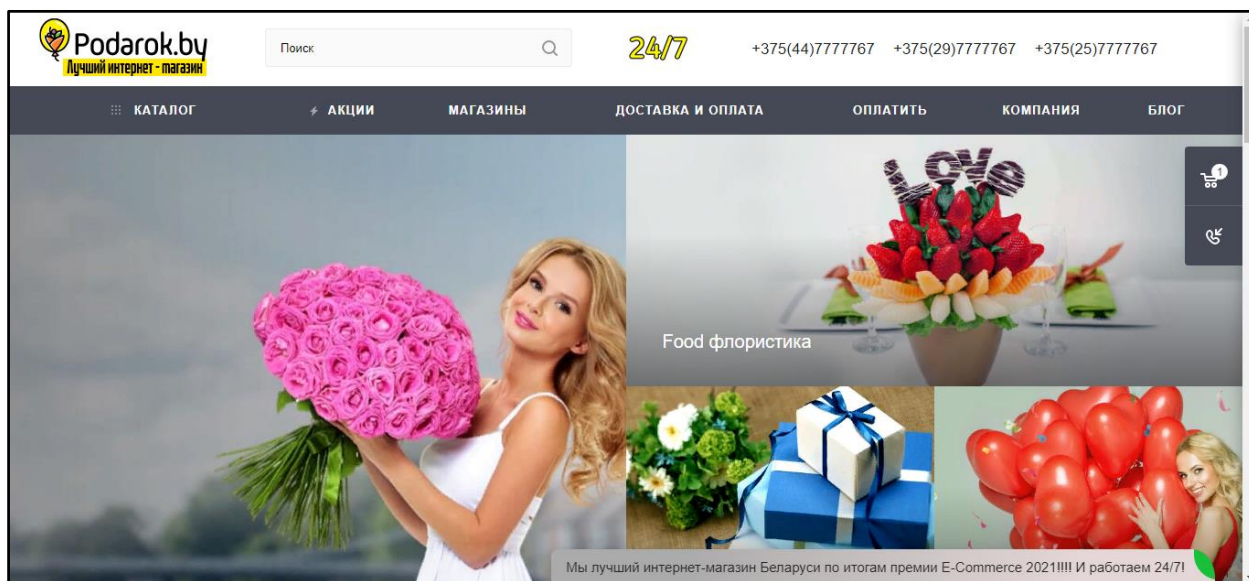 Podarok.by
Лучший интернет - магазин
Поиск
24/7
+375(44)7777767 +375(29)7777767 +375(25)7777767
КАТАЛОГ АКЦИИ МАГАЗИНЫ ДОСТАВКА И ОПЛАТА ОПЛАТИТЬ КОМПАНИЯ БЛОГ
LOVE
1
Food флористика
Мы лучший интернет-магазин Беларуси по итогам премии E-Commerce 2021!!!! И работаем 24/7!